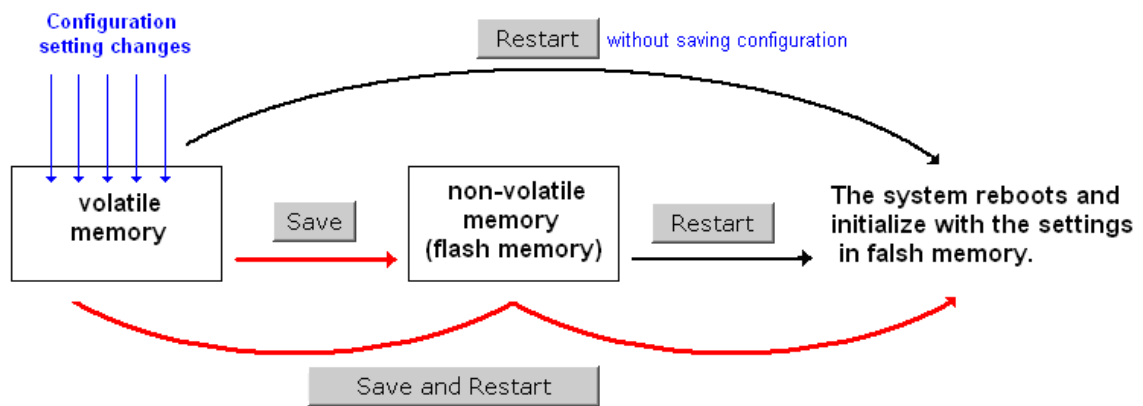 Configuration
setting changes
Restart without saving configuration
volatile
memory
Save
non-volatile
memory
(flash memory)
Restart
The system reboots and
initialize with the settings
in falsh memory.
Save and Restart